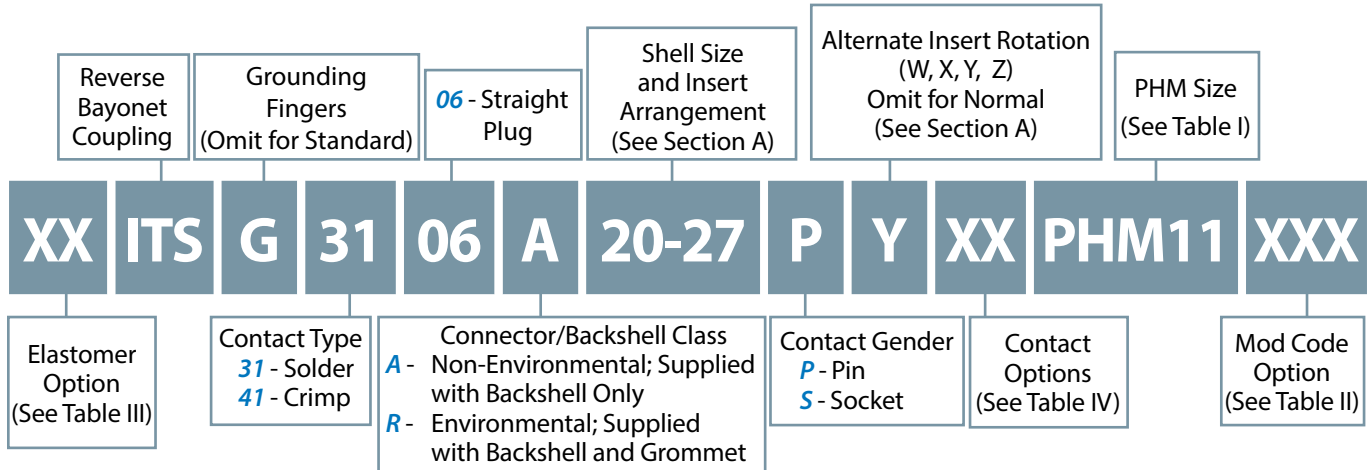 Reverse
Bayonet
Coupling
Grounding
Fingers
(Omit for Standard)
06 - Straight
Plug
Shell Size
and Insert
Arrangement
(See Section A)
Alternate Insert Rotation
(W, X, Y, Z)
Omit for Normal
(See Section A)
PHM Size
(See Table I)
XX ITS G 31 06 A 20-27 P Y XX PHM11 XXX
Elastomer
Option
(See Table III)
Contact Type
31 - Solder
41 - Crimp
Connector/Backshell Class
A - Non-Environmental; Supplied
with Backshell Only
R - Environmental; Supplied
with Backshell and Grommet
Contact Gender
P - Pin
S - Socket
Contact
Options
(See Table IV)
Mod Code
Option
(See Table II)